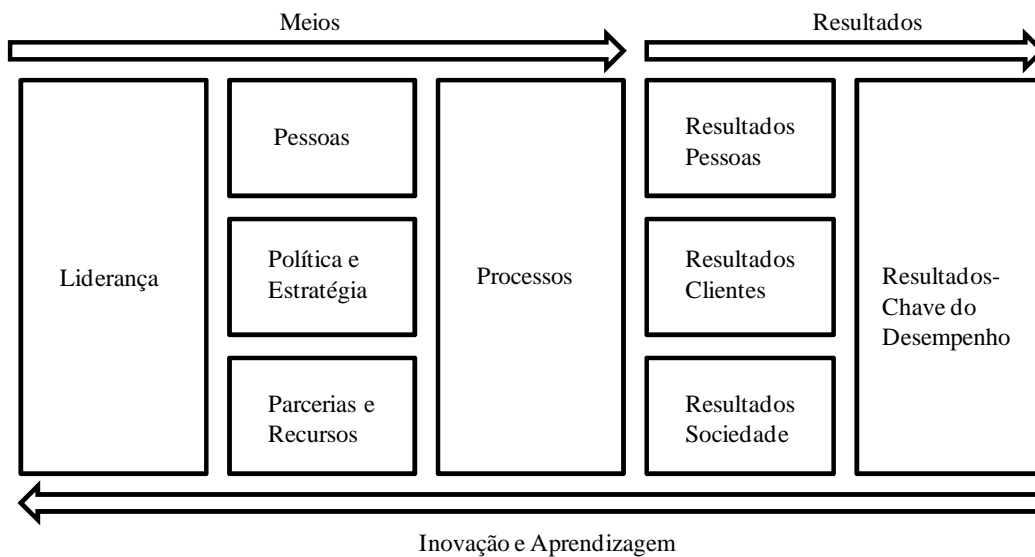 Meios
Resultados
Liderança
Pessoas
Política e
Estratégia
Parcerias e
Recursos
Processos
Resultados
Pessoas
Resultados
Clientes
Resultados
Sociedade
Resultados-
Chave do
Desempenho
Inovação e Aprendizagem